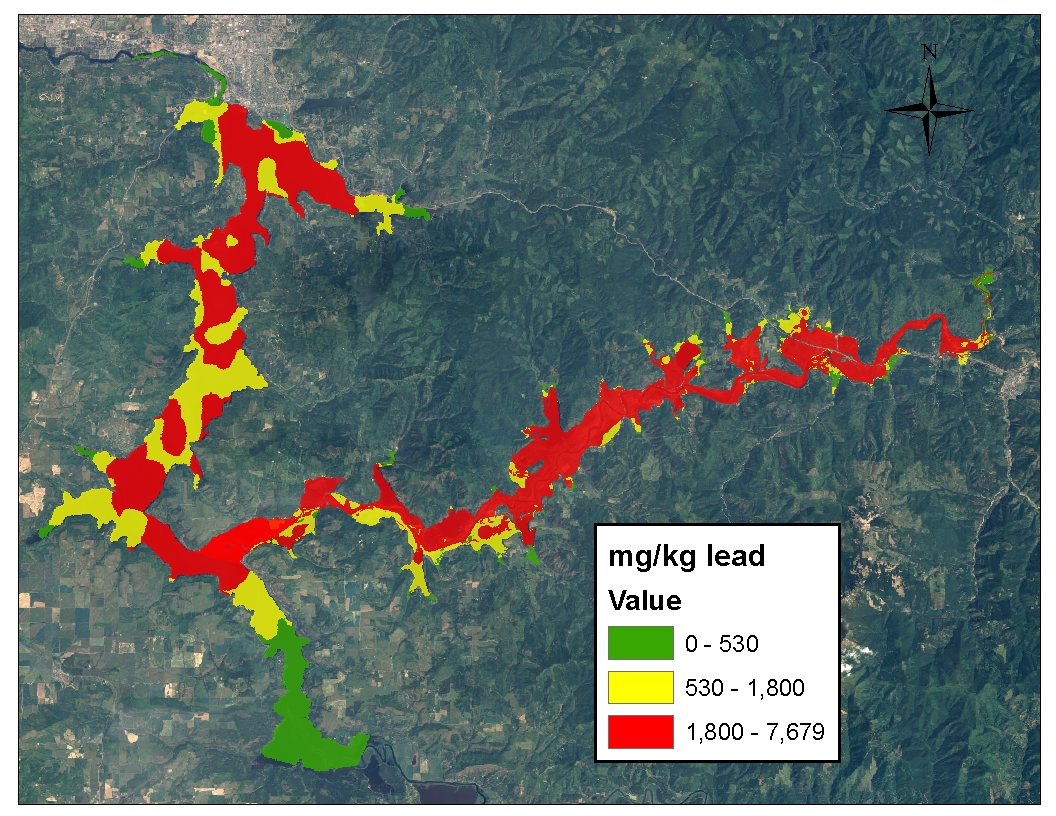 N
mg/kg lead
Value
0 - 530
530 - 1,800
1,800 - 7,679